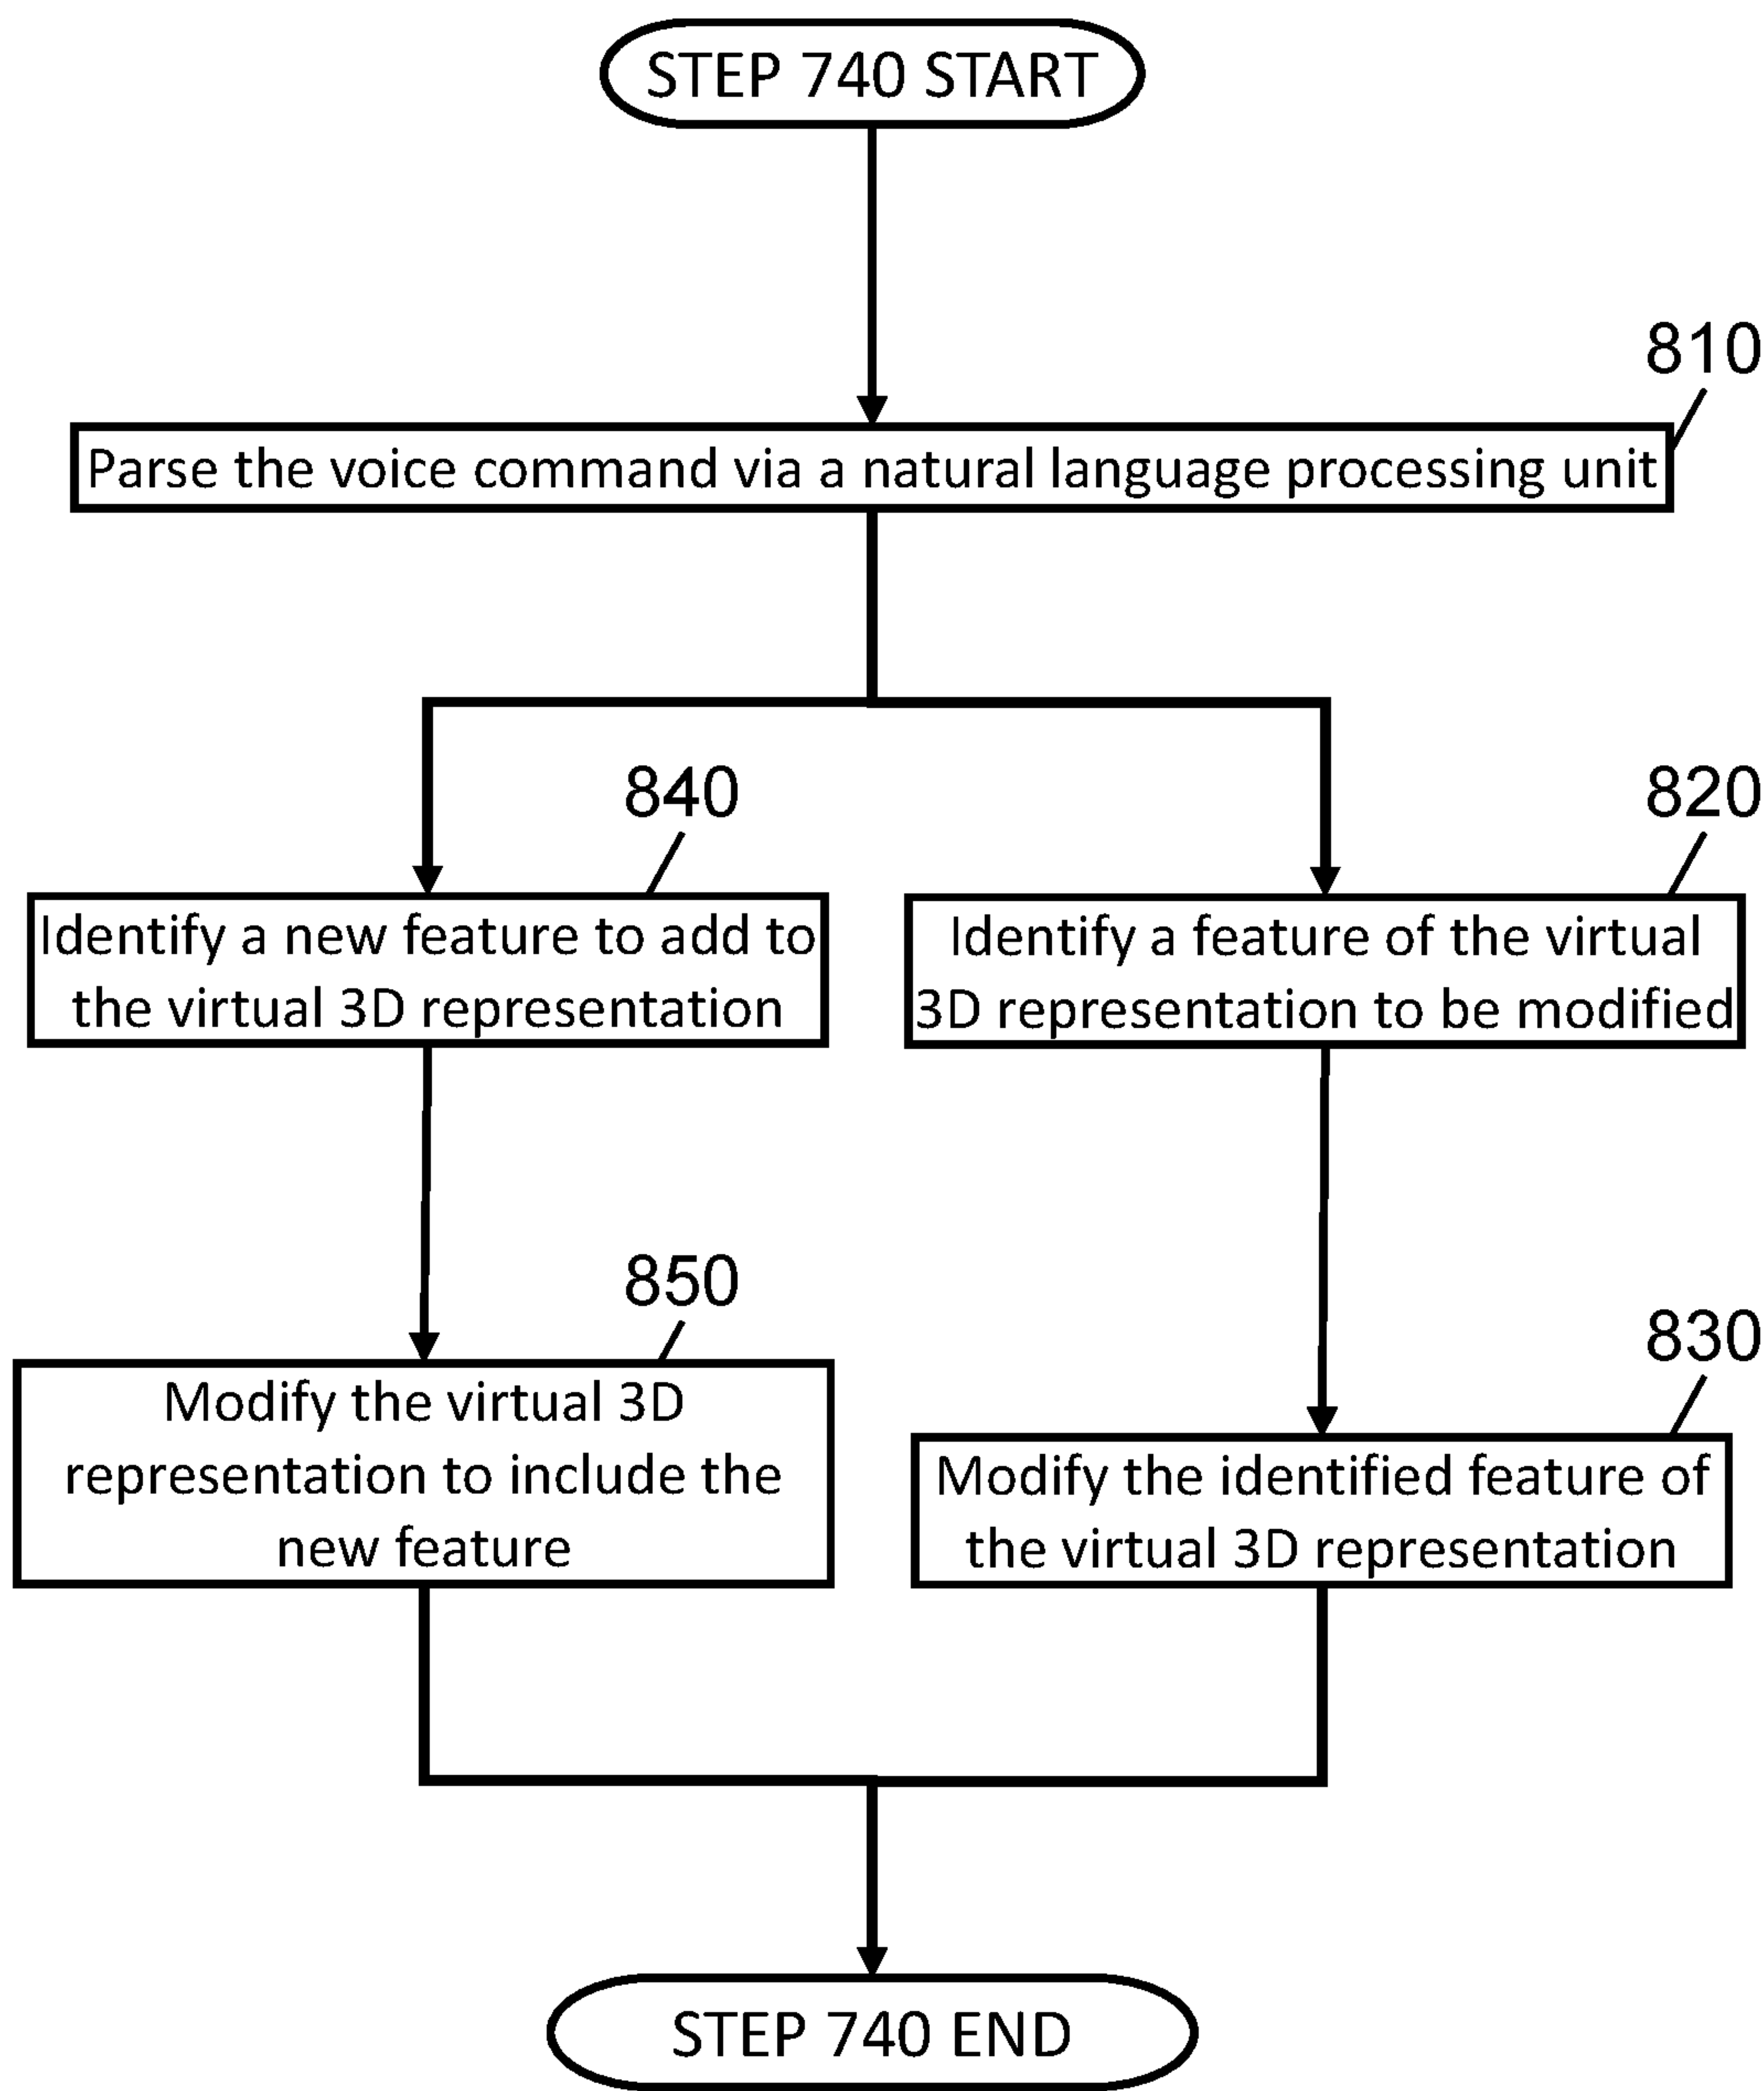 STEP 740 START
810
Parse the voice command via a natural language processing unit
840
Identify a new feature to add to
the virtual 3D representation
820
Identify a feature of the virtual
3D representation to be modified
850
Modify the virtual 3D
representation to include the
new feature
830
Modify the identified feature of
the virtual 3D representation
STEP 740 END